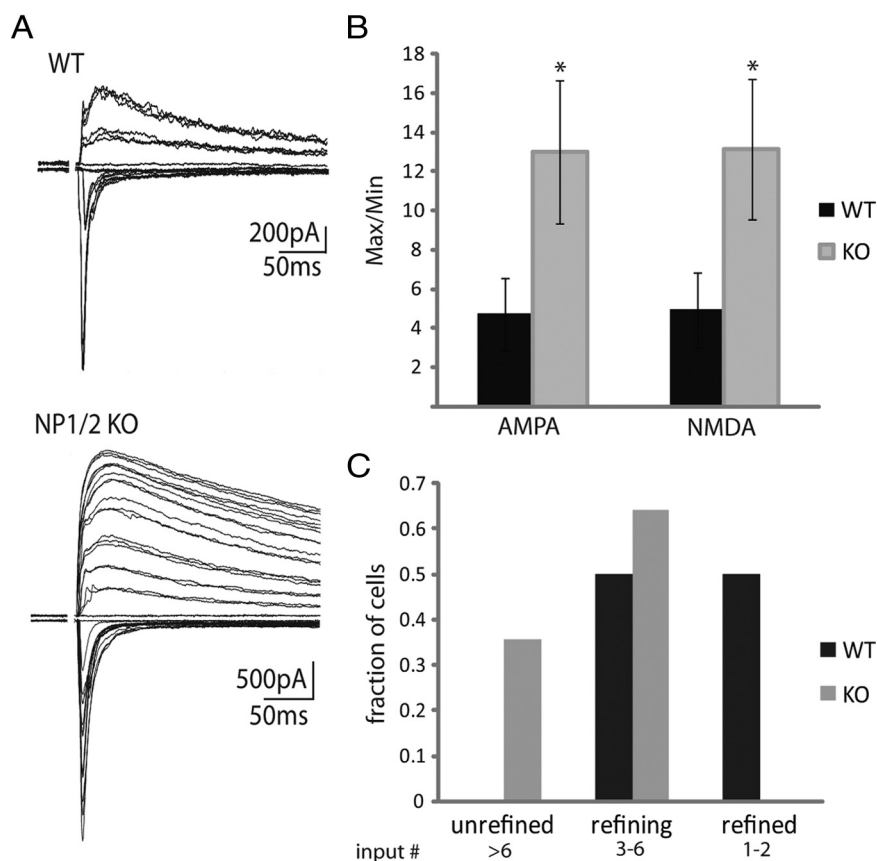 A
WT
200pA
50ms
NP1/2 KO
500pA
50ms
B
18
16
14
12
10
8
6
4
2
Max/Min
*
*
AMPA
NMDA
WT
KO
C
0.7
0.6
0.5
0.4
0.3
0.2
0.1
0
fraction of cells
unrefined
refining
refined
input #
>6
3-6
1-2
WT
KO